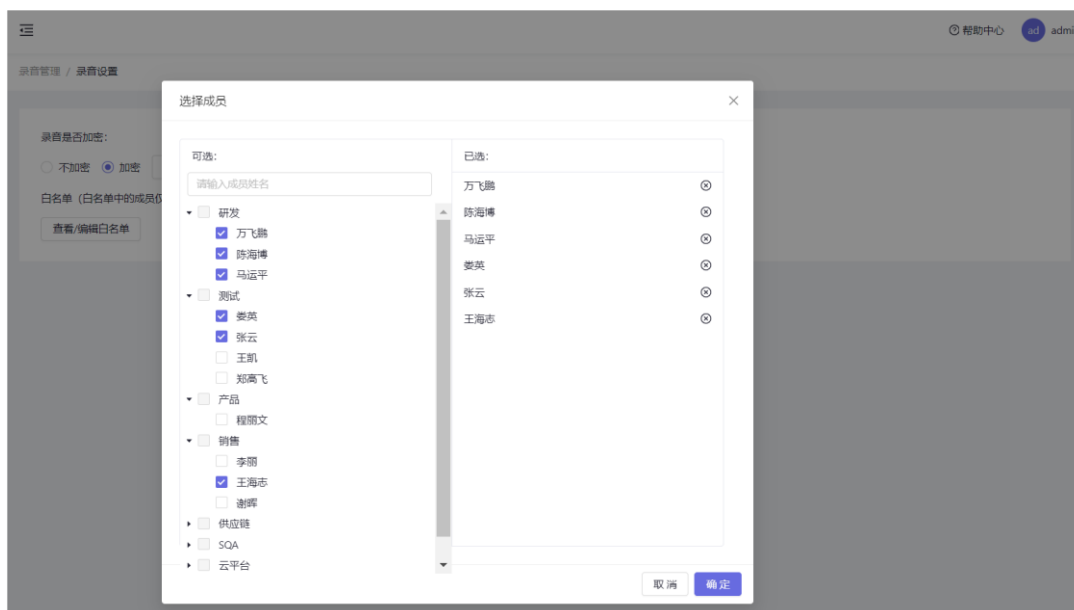 帮助中心 ad admi
录音管理 / 录音设置
选择成员
录音是否加密：
不加密 加密
白名单（白名单中的成员仅
查看/编辑白名单
可选：
请输入成员姓名
研发
万飞鹏
陈海博
马运平
测试
娄英
张云
王凯
郑高飞
产品
程丽文
销售
李丽
王海志
谢晖
供应链
SQA
云平台
已选：
万飞鹏
陈海博
马运平
娄英
张云
王海志
取消 确定